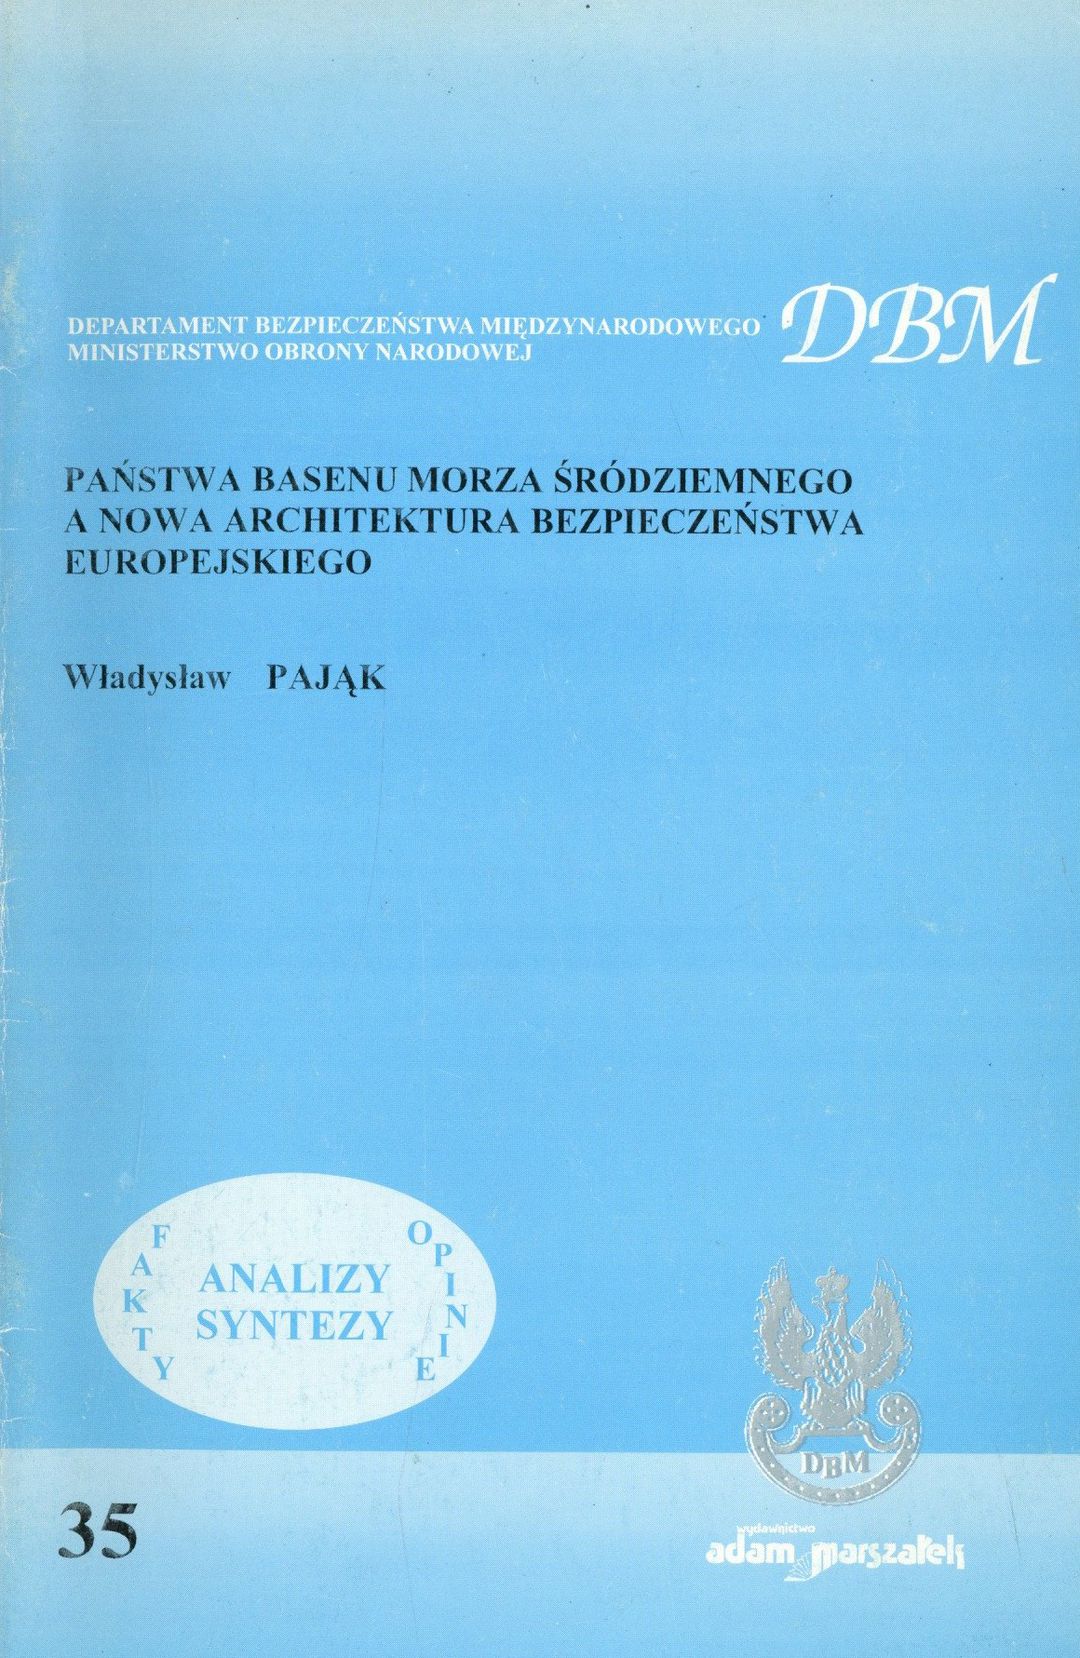 DEPARTAMENT BEZPIECZEŃSTWA MIĘDZYNARODOWEGO
MINISTERSTWO OBRONY NARODOWEJ
DBM
PAŃSTWA BASENU MORZA ŚRÓDZIEMNEGO
A NOWA ARCHITEKTURA BEZPIECZEŃSTWA
EUROPEJSKIEGO
Władysław PAJĄK
FAKTY
ANALIZY
SYNTEZY
OPINIE
DBM
35
wydawnictwo
adam marszałek